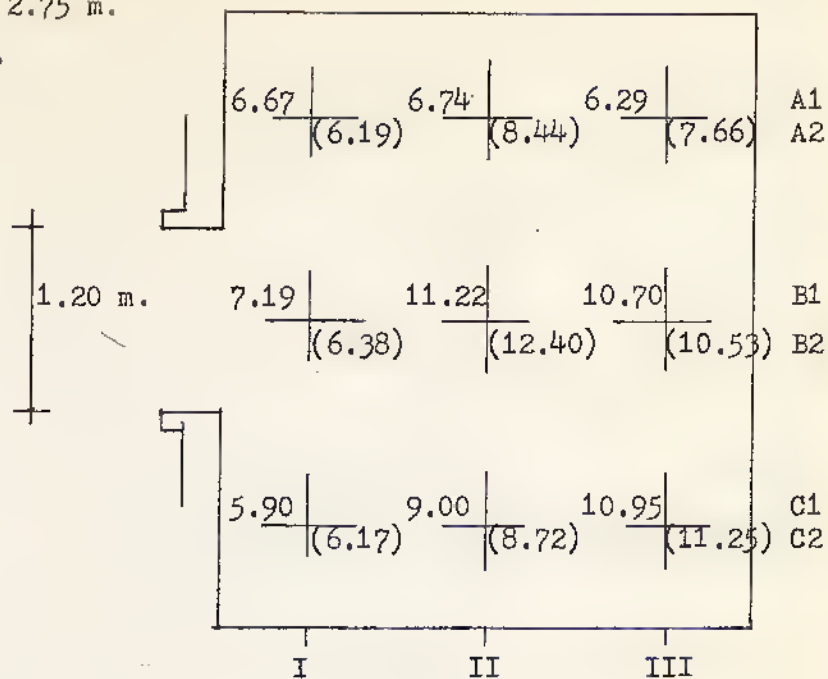 2.75 m.
6.67 6.74 6.29 A1
(6.19) (8.44) (7.66) A2
1.20 m. 7.19 11.22 10.70 B1
(6.38) (12.40) (10.53) B2
5.90 9.00 10.95 C1
(6.17) (8.72) (11.25) C2
I II III